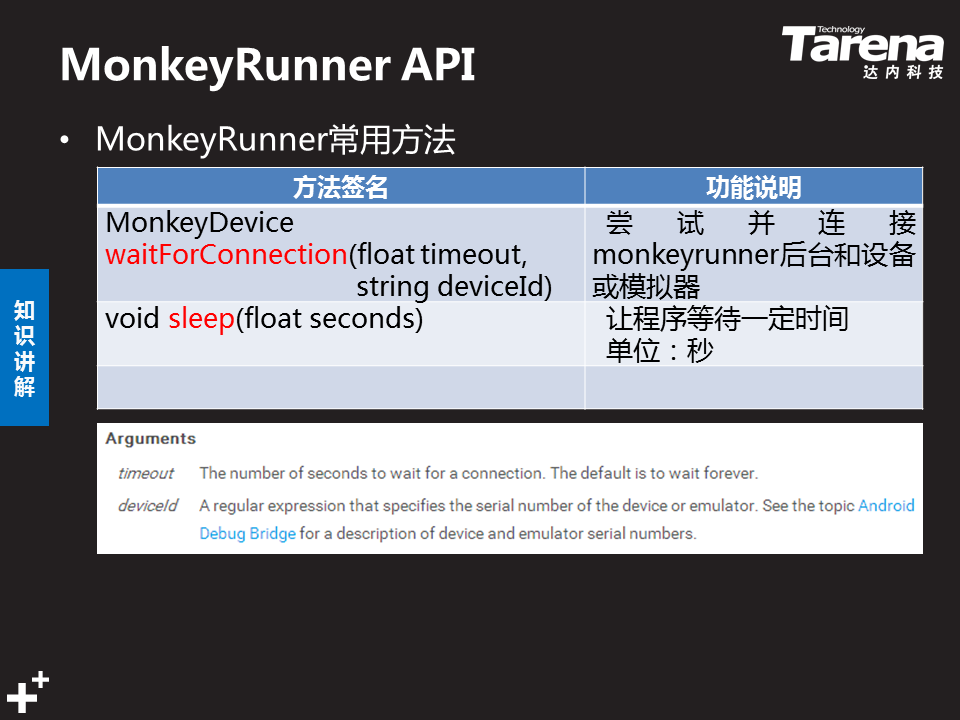 MonkeyRunner API
Technology
Tarena
达内科技
• MonkeyRunner常用方法
方法签名
功能说明
MonkeyDevice
waitForConnection(float timeout,
string deviceId)
尝试并连接
monkeyrunner后台和设备
或模拟器
void sleep(float seconds)
让程序等待一定时间
单位：秒
知
识
讲
解
Arguments
timeout The number of seconds to wait for a connection. The default is to wait forever.
deviceId A regular expression that specifies the serial number of the device or emulator. See the topic Android
Debug Bridge for a description of device and emulator serial numbers.